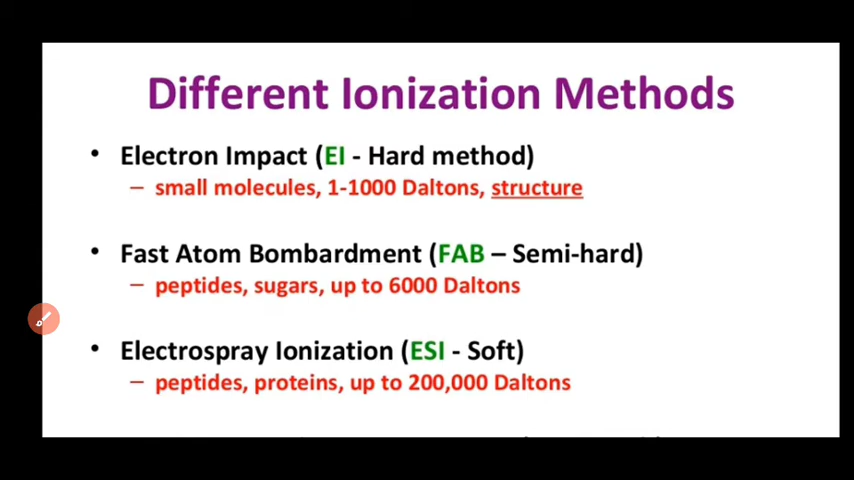 Different Ionization Methods
• Electron Impact (EI - Hard method)
– small molecules, 1-1000 Daltons, structure
• Fast Atom Bombardment (FAB – Semi-hard)
– peptides, sugars, up to 6000 Daltons
• Electrospray Ionization (ESI - Soft)
– peptides, proteins, up to 200,000 Daltons